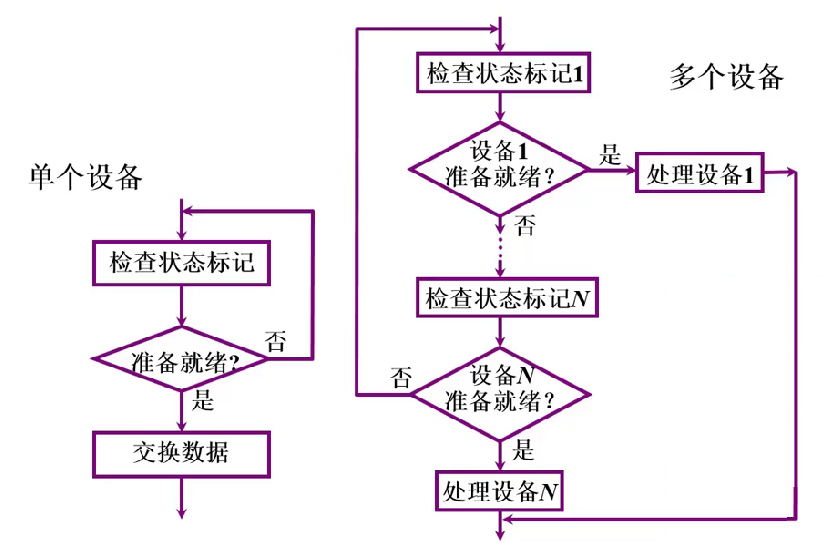 单个设备
检查状态标记
准备就绪?
否
是
交换数据
多个设备
检查状态标记1
设备1
准备就绪?
是
处理设备1
否
检查状态标记N
设备N
准备就绪?
否
是
处理设备N